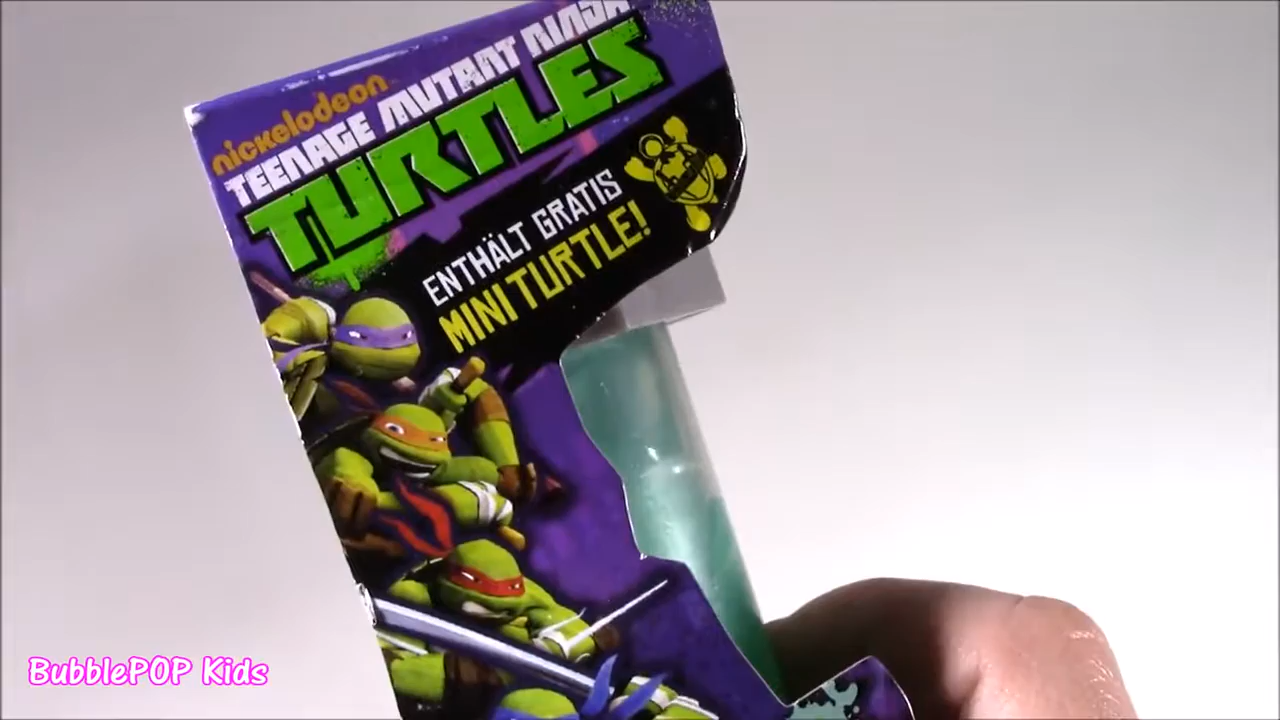 nickelodeon
TEENAGE MUTANT NINJA
TURTLES
ENTHÄLT GRATIS
MINI TURTLE!
BubblePOP Kids